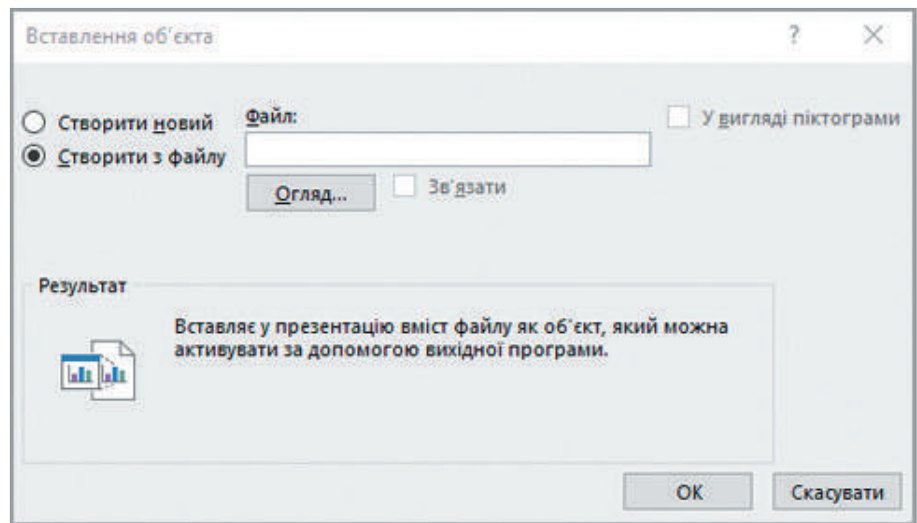 Вставлення об'єкта
?
Створити новий
Створити з файлу
Файл:
У вигляді піктограми
Огляд...
Зв'язати
Результат
Вставляє у презентацію вміст файлу як об'єкт, який можна
активувати за допомогою вихідної програми.
ОК
Скасувати